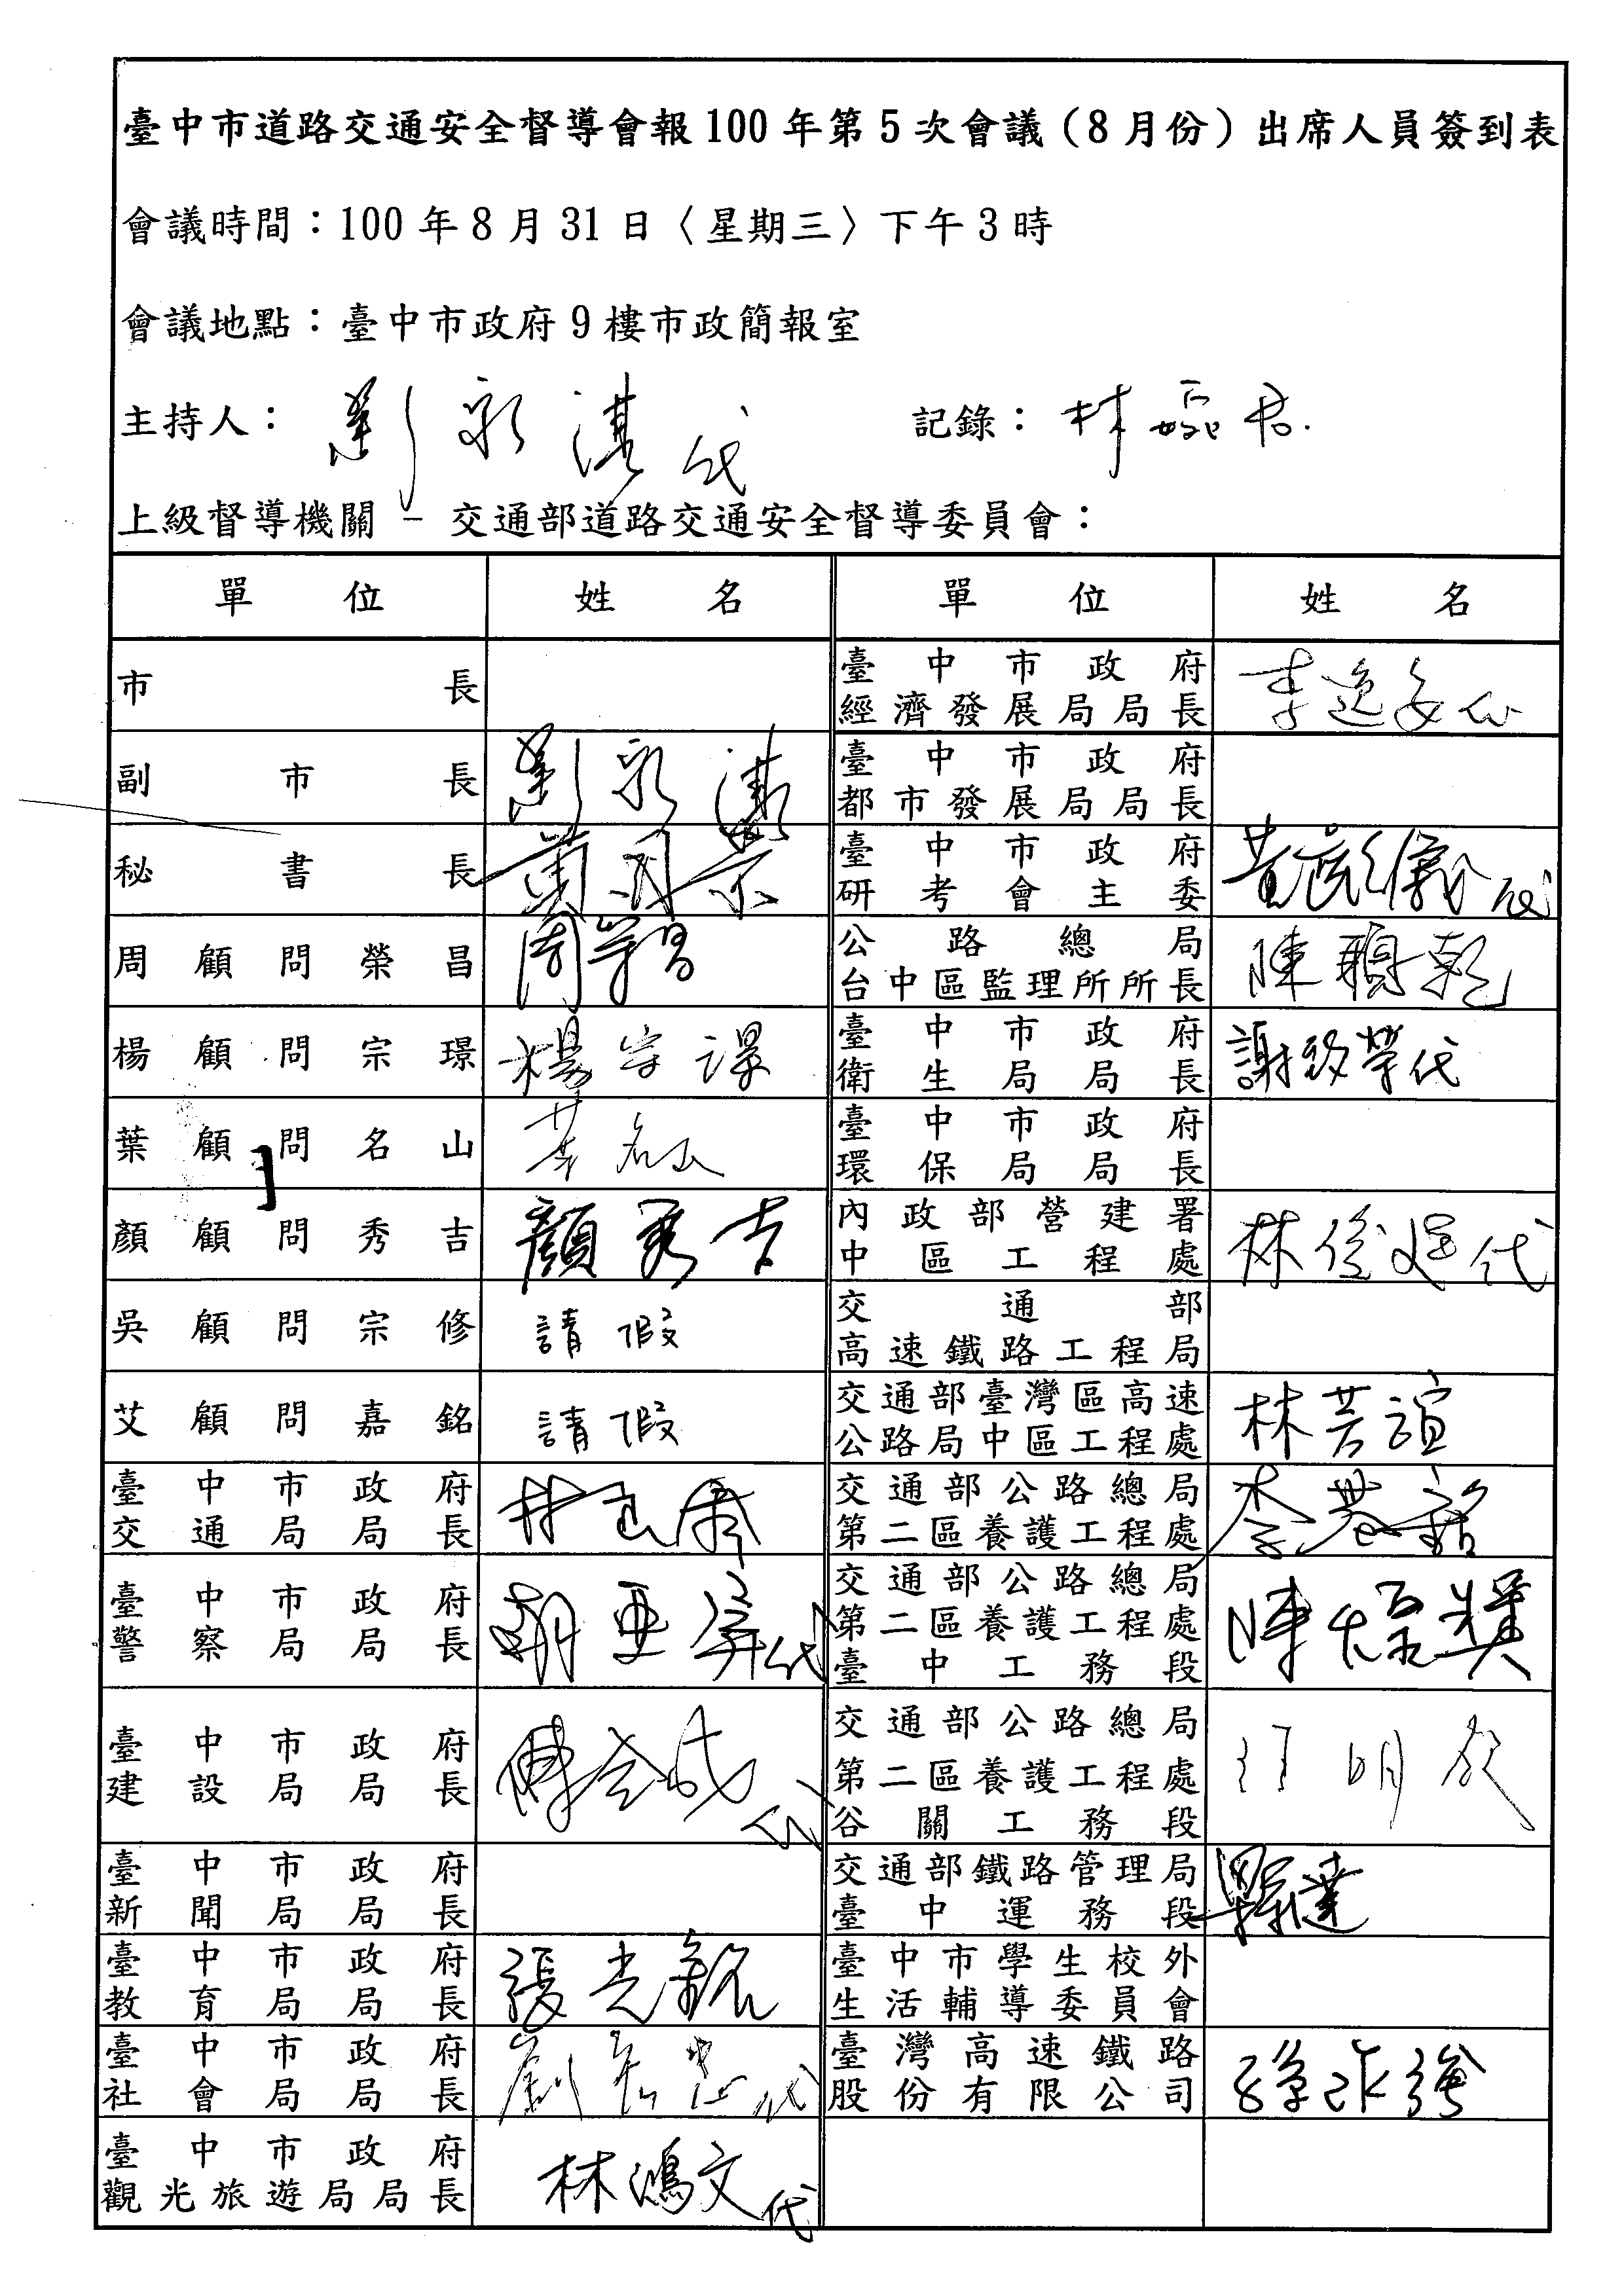 臺中市道路交通安全督導會報100年第5次會議（8月份）出席人員簽到表
會議時間：100年8月31日〈星期三〉下午3時
會議地點：臺中市政府9樓市政簡報室
主持人： 代 記錄：
上級督導機關 - 交通部道路交通安全督導委員會：
單位 姓名 單位 姓名
市長
臺中市政府
經濟發展局局長
副市長
臺中市政府
都市發展局局長
秘書長
臺中市政府
研考會主委
周顧問榮昌
公路總局
台中區監理所所長 陳
楊顧問宗璟 楊宗璟
臺中市政府
衛生局局長 謝致榮代
葉顧問名山 葉名山
臺中市政府
環保局局長
顏顧問秀吉 顏秀吉
內政部營建署
中區工程處 林俊 代
吳顧問宗修 請假
交通部
高速鐵路工程局
艾顧問嘉銘 請假
交通部臺灣區高速
公路局中區工程處 林芳誼
臺中市政府
交通局局長 林
交通部公路總局
第二區養護工程處
臺中市政府
警察局局長 代
交通部公路總局
第二區養護工程處
臺中工務段 陳
臺中市政府
建設局局長
交通部公路總局
第二區養護工程處
谷關工務段 明
臺中市政府
新聞局局長
交通部鐵路管理局
臺中運務段
臺中市政府
教育局局長 張光銘
臺中市學生校外
生活輔導委員會
臺中市政府
社會局局長 代
臺灣高速鐵路
股份有限公司
臺中市政府
觀光旅遊局局長 林鴻文代